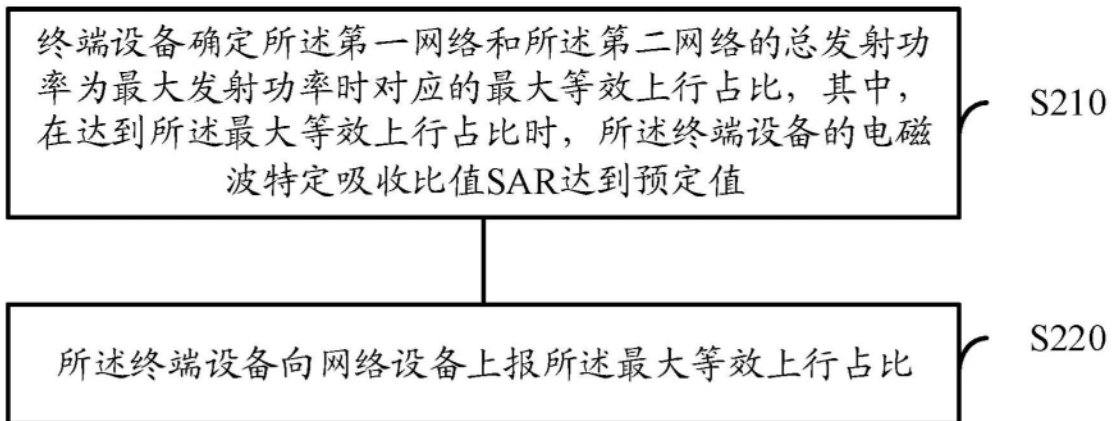 终端设备确定所述第一网络和所述第二网络的总发射功
率为最大发射功率时对应的最大等效上行占比，其中，
在达到所述最大等效上行占比时，所述终端设备的电磁
波特定吸收比值SAR达到预定值
S210
所述终端设备向网络设备上报所述最大等效上行占比
S220